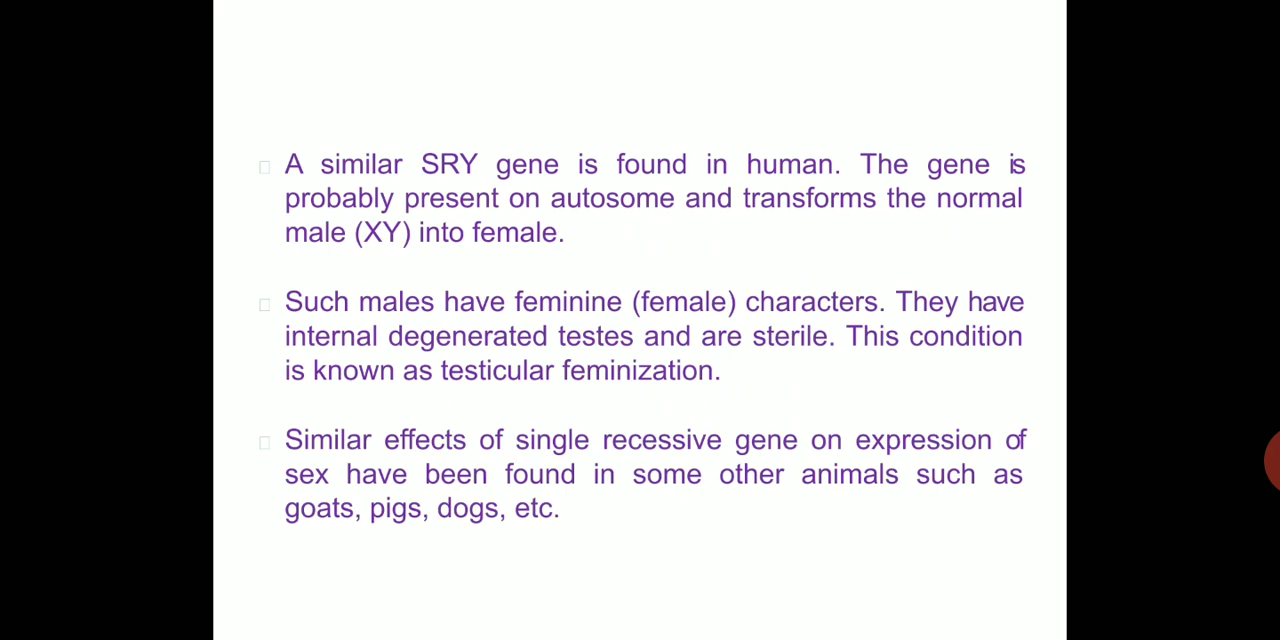 A similar SRY gene is found in human. The gene is
probably present on autosome and transforms the normal
male (XY) into female.
Such males have feminine (female) characters. They have
internal degenerated testes and are sterile. This condition
is known as testicular feminization.
Similar effects of single recessive gene on expression of
sex have been found in some other animals such as
goats, pigs, dogs, etc.